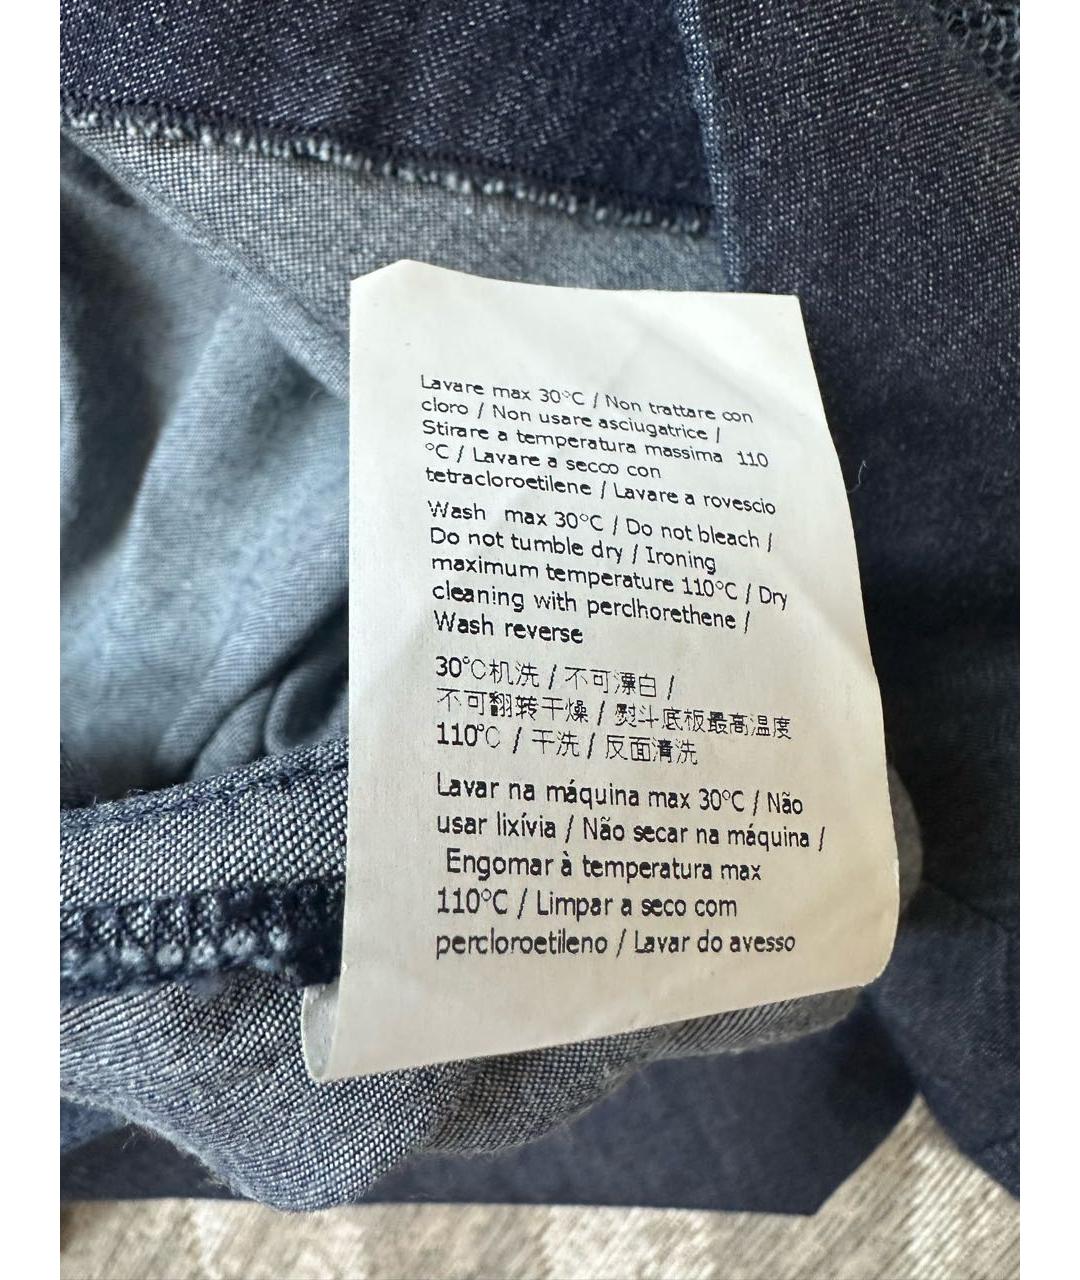 Lavare max 30°C / Non trattare con
cloro / Non usare asciugatrice /
Stirare a temperatura massima 110
°C / Lavare a secco con
tetracloroetilene / Lavare a rovescio
Wash max 30°C / Do not bleach /
Do not tumble dry / Ironing
maximum temperature 110°C / Dry
cleaning with perclhorethene /
Wash reverse
30°C机洗 / 不可漂白 /
不可翻转干燥 / 熨斗底板最高温度
110°C / 干洗 / 反面清洗
Lavar na máquina max 30°C / Não
usar lixívia / Não secar na máquina /
Engomar à temperatura max
110°C / Limpar a seco com
percloroetileno / Lavar do avesso